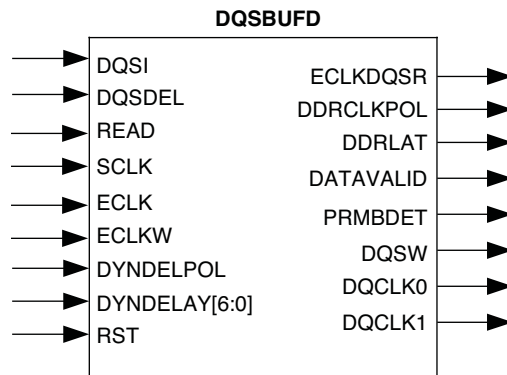 DQSBUFD
DQSI
DQSDEL
READ
SCLK
ECLK
ECLKW
DYNDELPOL
DYNDELAY[6:0]
RST
ECLKDQSR
DDRCLKPOL
DDRLAT
DATAVALID
PRMBDET
DQSW
DQCLK0
DQCLK1